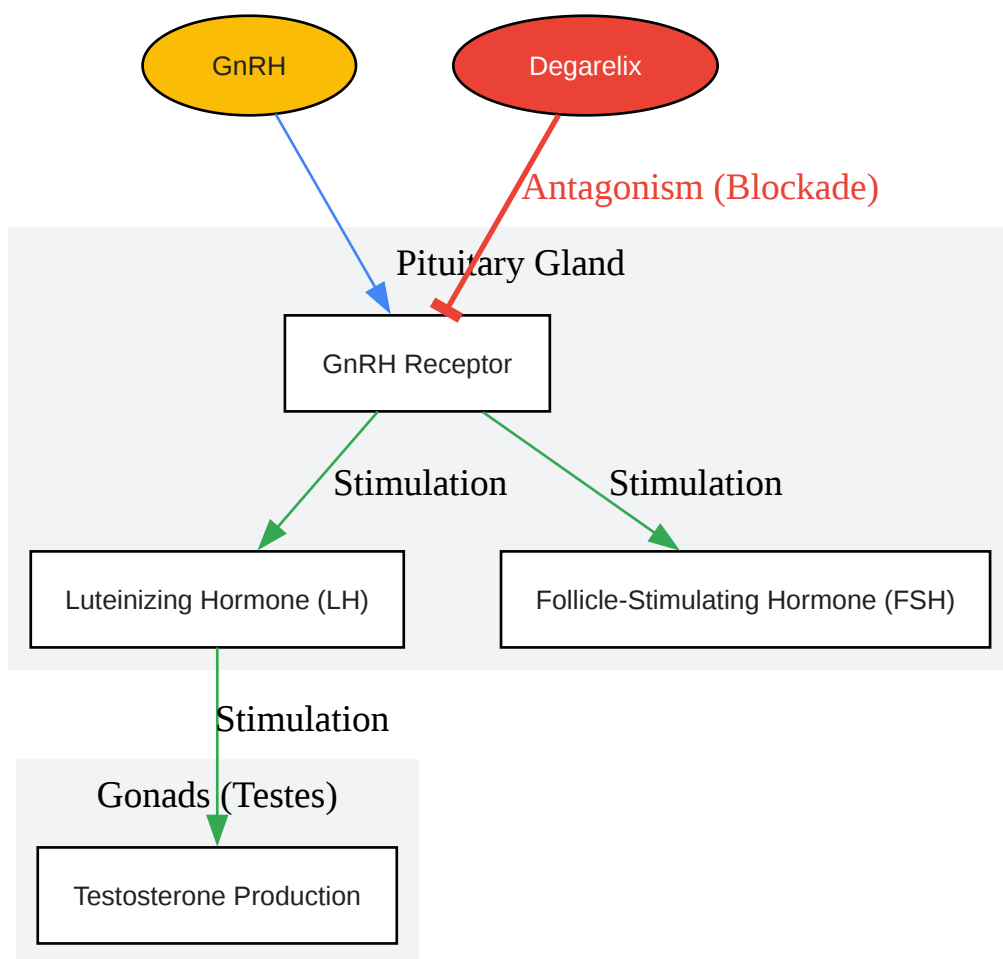 GnRH
Degarelix
Antagonism (Blockade)
Pituitary Gland
GnRH Receptor
Stimulation
Stimulation
Luteinizing Hormone (LH)
Follicle-Stimulating Hormone (FSH)
Stimulation
Gonads (Testes)
Testosterone Production